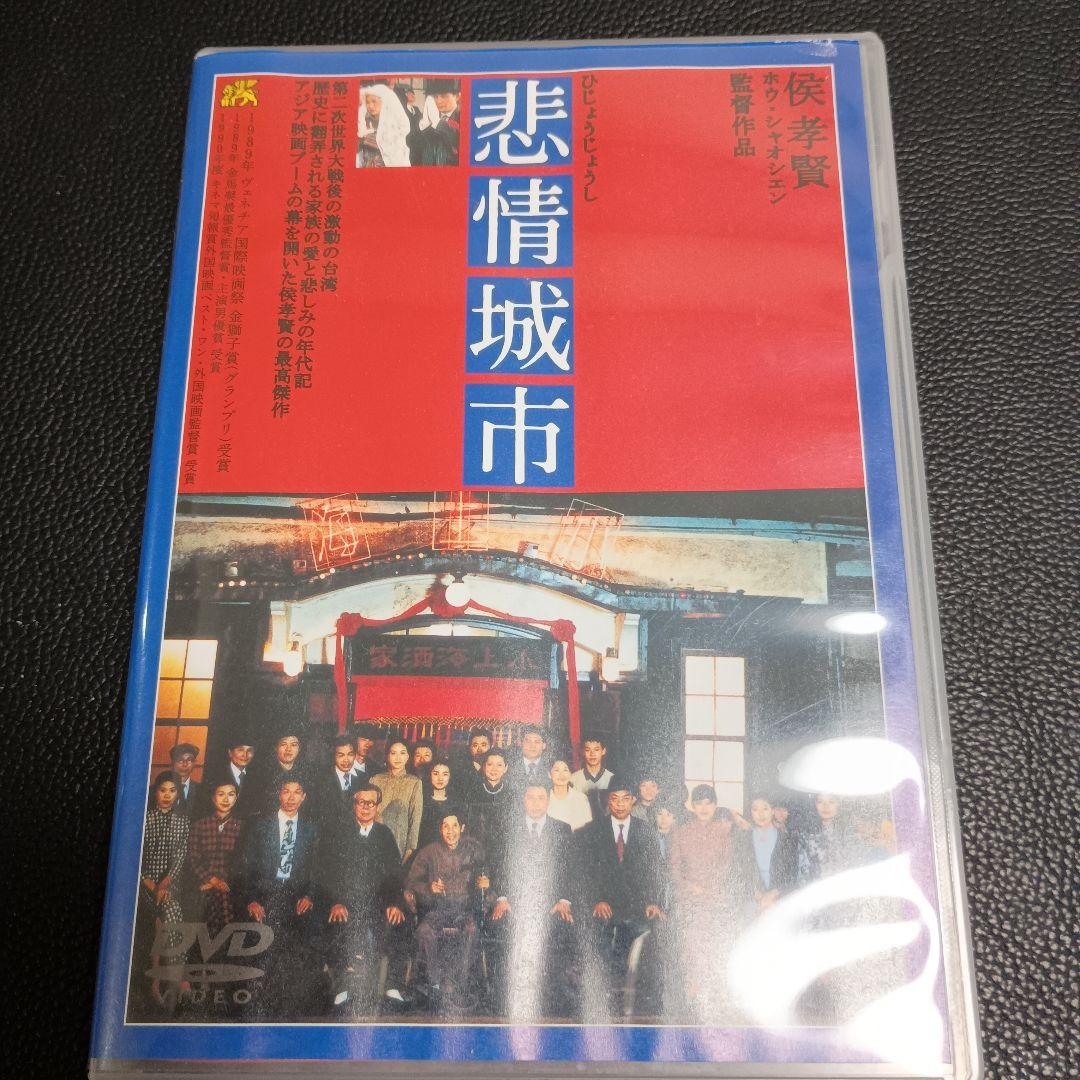 侯孝賢
ホウ・シャオシエン
監督作品
ひじょうじょうし
悲情城市
第二次世界大戦後の激動の台湾
歴史に翻弄される家族の愛と悲しみの年代記
アジア映画ブームの幕を開いた侯孝賢の最高傑作
1989年 ヴェネチア国際映画祭 金獅子賞(グランプリ)受賞
1989年 金馬奨最優秀監督賞・主演男優賞 受賞
1990年度 キネマ旬報賞外国映画ベスト・ワン・外国映画監督賞 受賞
海上小
家酒海上小
DVD
VIDEO